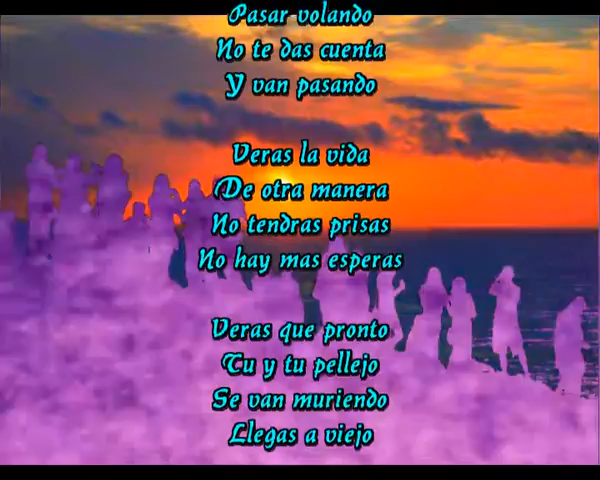 Pasar volando
No te das cuenta
Y van pasando
Veras la vida
De otra manera
No tendras prisas
No hay mas esperas
Veras que pronto
Tu y tu pellejo
Se van muriendo
Llegas a viejo